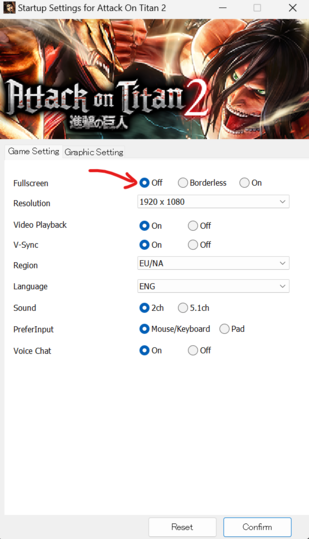 Startup Settings for Attack On Titan 2
Attack on Titan 2
進撃の巨人
Game Setting Graphic Setting
Fullscreen Off Borderless On
Resolution 1920 x 1080
Video Playback On Off
V-Sync On Off
Region EU/NA
Language ENG
Sound 2ch 5.1ch
PreferInput Mouse/Keyboard Pad
Voice Chat On Off
Reset Confirm